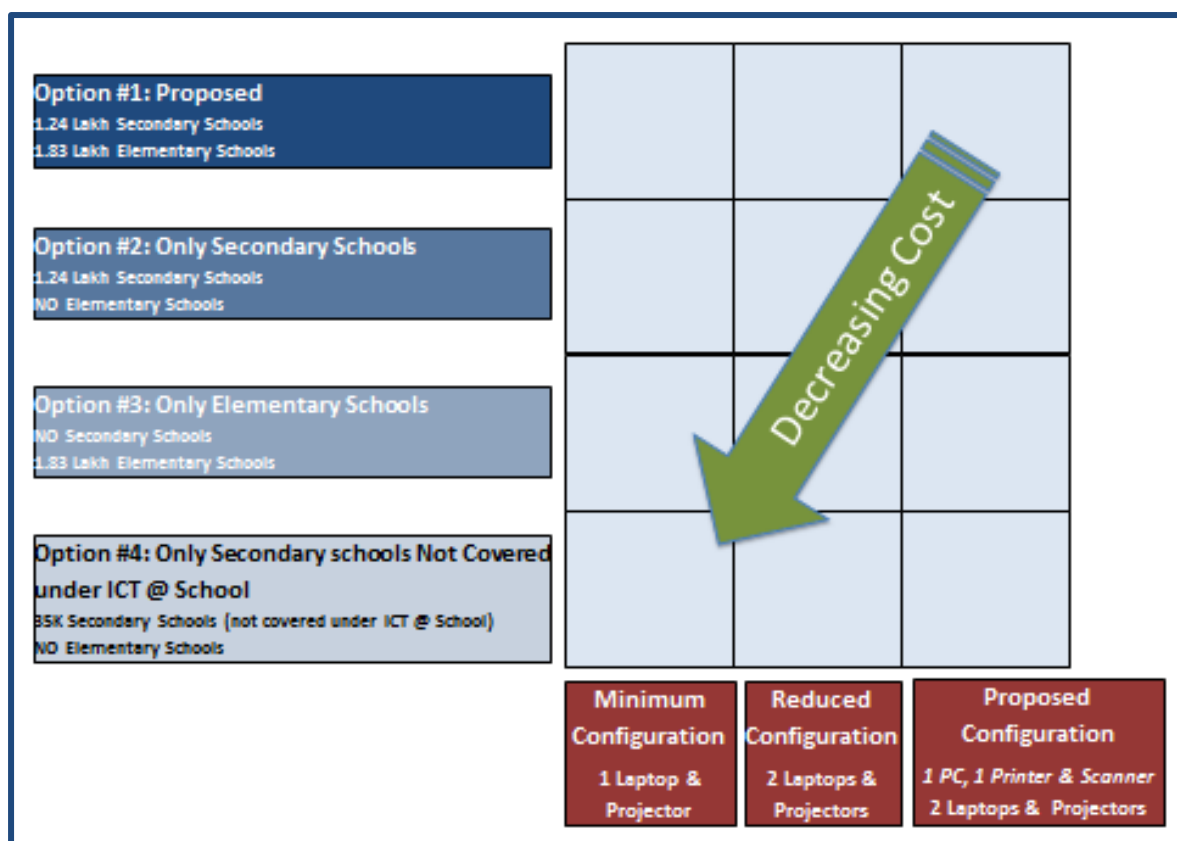 Option #1: Proposed
1.24 Lakh Secondary Schools
1.83 Lakh Elementary Schools
Option #2: Only Secondary Schools
1.24 Lakh Secondary Schools
NO Elementary Schools
Option #3: Only Elementary Schools
NO Secondary Schools
1.83 Lakh Elementary Schools
Option #4: Only Secondary schools Not Covered
under ICT @ School
35K Secondary Schools (not covered under ICT @ School)
NO Elementary Schools
Decreasing Cost
Minimum
Configuration
1 Laptop &
Projector
Reduced
Configuration
2 Laptops &
Projectors
Proposed
Configuration
1 PC, 1 Printer & Scanner
2 Laptops & Projectors